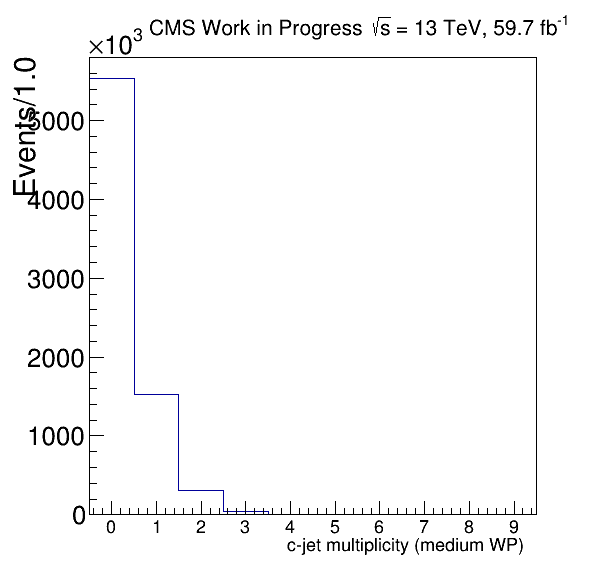 ×10³ CMS Work in Progress √s = 13 TeV, 59.7 fb⁻¹
Events/1.0
5000
4000
3000
2000
1000
0
0 1 2 3 4 5 6 7 8 9
c-jet multiplicity (medium WP)